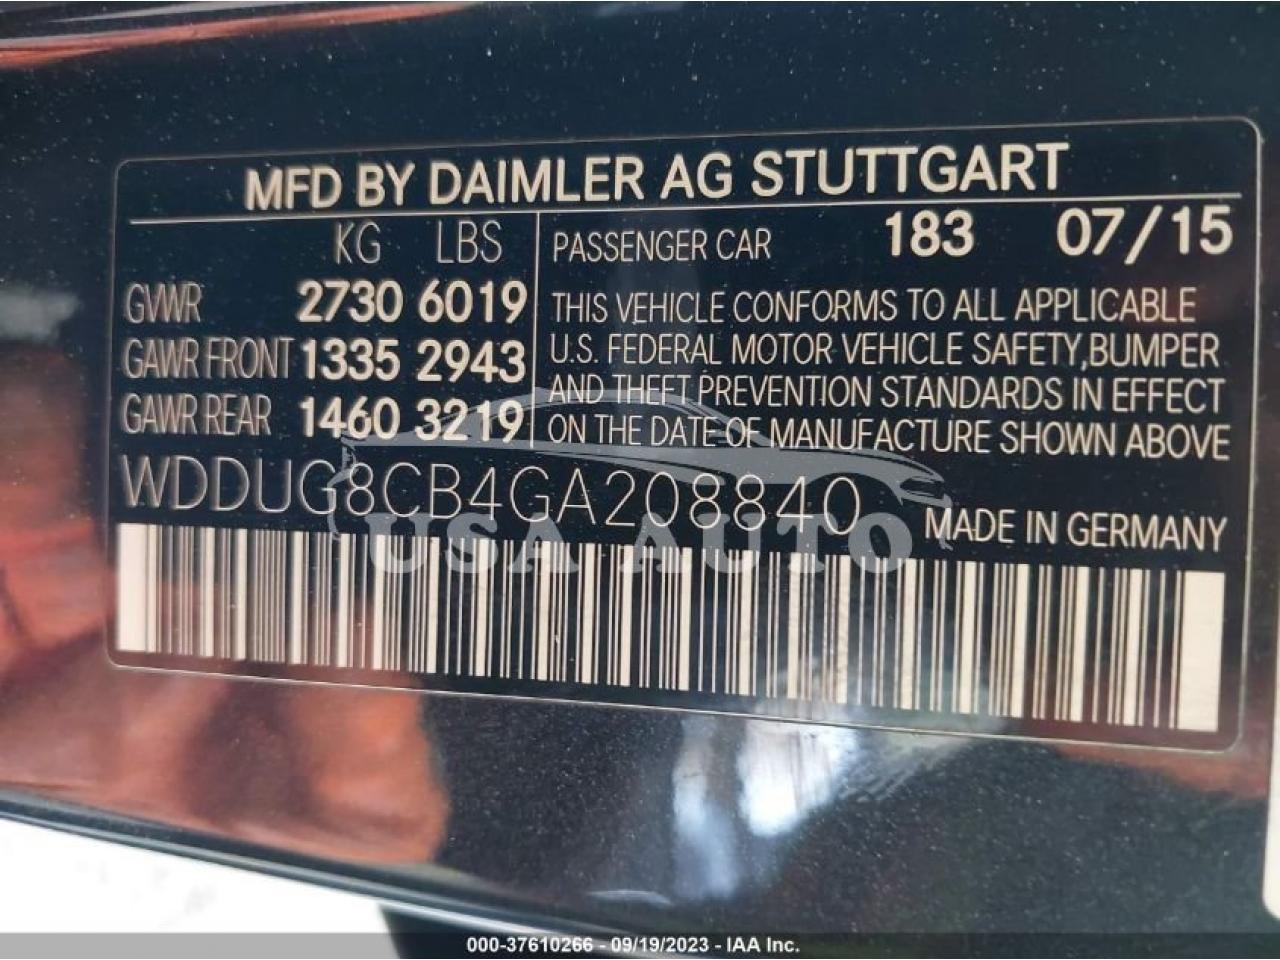 MFD BY DAIMLER AG STUTTGART
KG LBS
GVWR 2730 6019
GAWR FRONT 1335 2943
GAWR REAR 1460 3219
PASSENGER CAR 183 07/15
THIS VEHICLE CONFORMS TO ALL APPLICABLE
U.S. FEDERAL MOTOR VEHICLE SAFETY,BUMPER
AND THEFT PREVENTION STANDARDS IN EFFECT
ON THE DATE OF MANUFACTURE SHOWN ABOVE
WDDUG8CB4GA208840
MADE IN GERMANY
USA AUTO
000-37610266 - 09/19/2023 - IAA Inc.